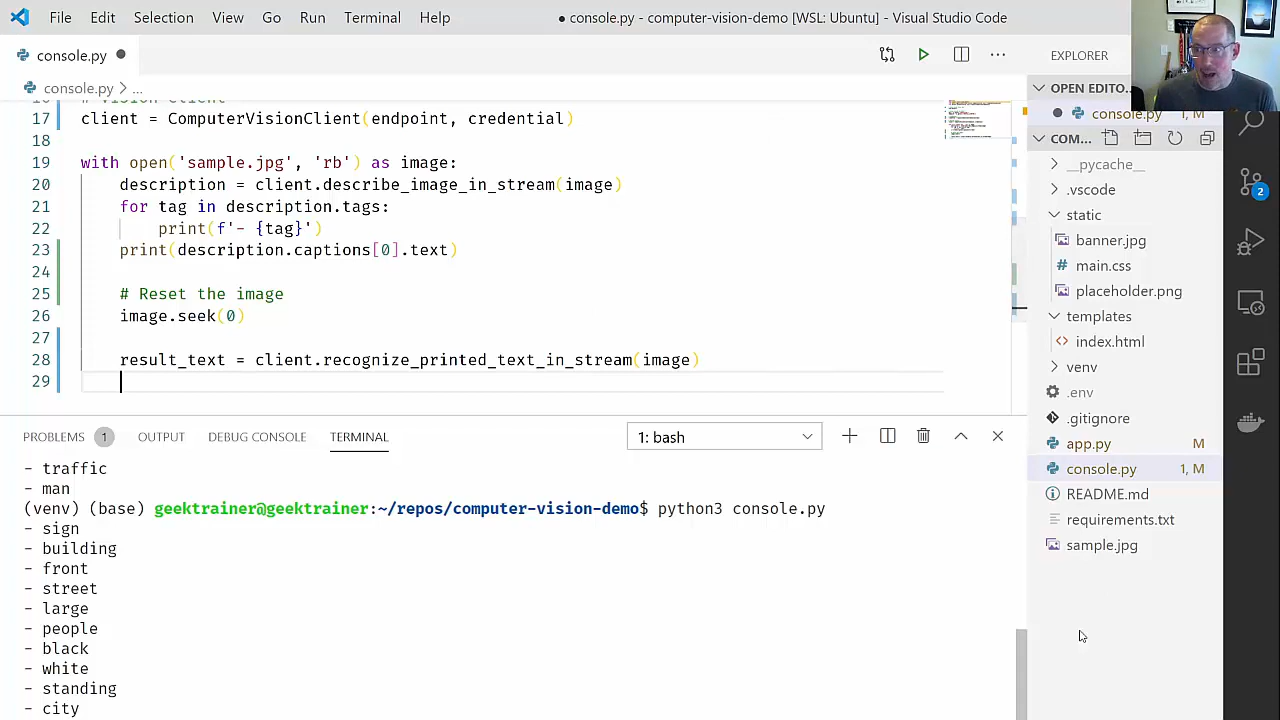 File Edit Selection View Go Run Terminal Help ● console.py - computer-vision-demo [WSL: Ubuntu] - Visual Studio Code
console.py ●
console.py > ...
EXPLORER
17 client = ComputerVisionClient(endpoint, credential)
18
19 with open('sample.jpg', 'rb') as image:
20 description = client.describe_image_in_stream(image)
21 for tag in description.tags:
22 print(f'- {tag}')
23 print(description.captions[0].text)
24
25 # Reset the image
26 image.seek(0)
27
28 result_text = client.recognize_printed_text_in_stream(image)
29
OPEN EDITO...
● console.py 1, M
COM...
__pycache__
.vscode
static
banner.jpg
main.css
placeholder.png
templates
index.html
venv
.env
.gitignore
app.py M
console.py 1, M
README.md
requirements.txt
sample.jpg
2
PROBLEMS 1 OUTPUT DEBUG CONSOLE TERMINAL 1: bash
- traffic
- man
(venv) (base) geektrainer@geektrainer:~/repos/computer-vision-demo$ python3 console.py
- sign
- building
- front
- street
- large
- people
- black
- white
- standing
- city